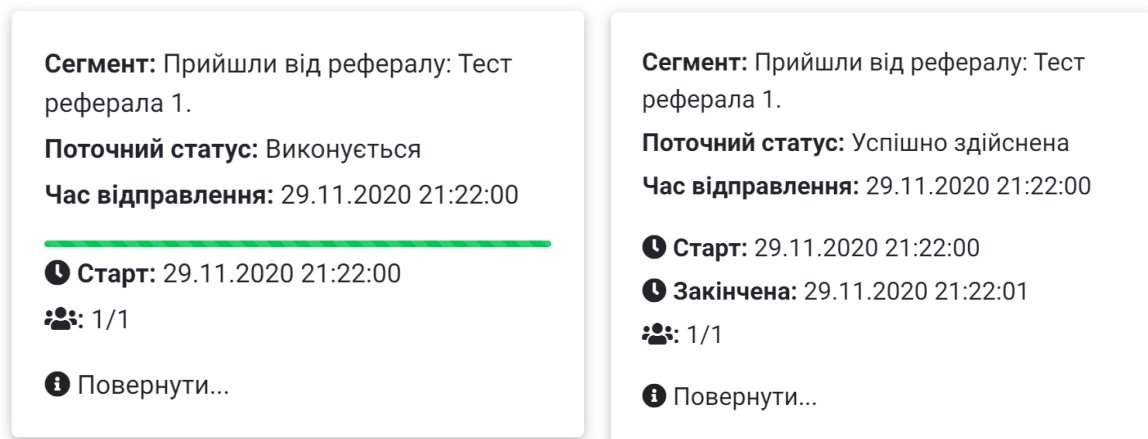 Сегмент: Прийшли від рефералу: Тест
реферала 1.
Поточний статус: Виконується
Час відправлення: 29.11.2020 21:22:00
Старт: 29.11.2020 21:22:00
: 1/1
Повернути...
Сегмент: Прийшли від рефералу: Тест
реферала 1.
Поточний статус: Успішно здійснена
Час відправлення: 29.11.2020 21:22:00
Старт: 29.11.2020 21:22:00
Закінчена: 29.11.2020 21:22:01
: 1/1
Повернути...